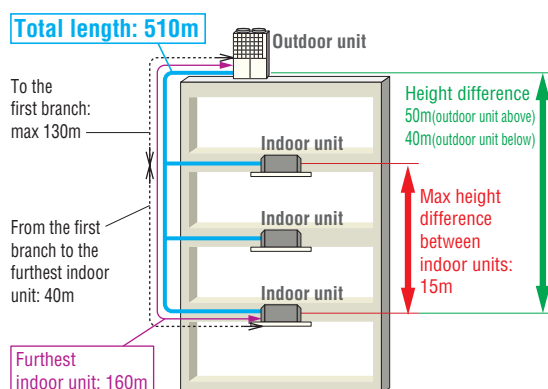 Total length: 510m
Outdoor unit
To the
first branch:
max 130m
Height difference
50m(outdoor unit above)
40m(outdoor unit below)
Indoor unit
Max height
difference
between
indoor units:
15m
From the first
branch to the
furthest indoor
unit: 40m
Indoor unit
Indoor unit
Furthest
indoor unit: 160m